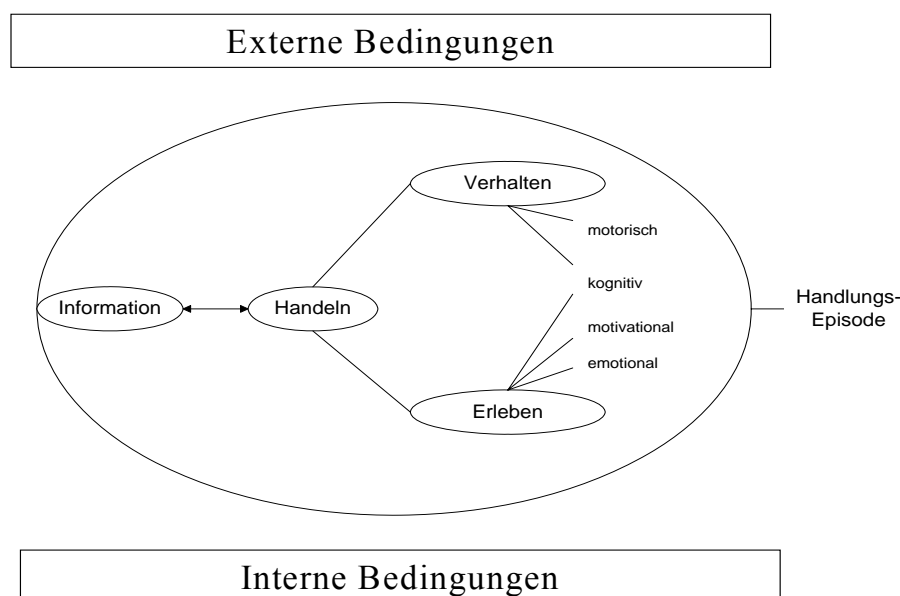 Externe Bedingungen
Verhalten
motorisch
kognitiv
Information
Handeln
motivational
emotional
Erleben
Handlungs-
Episode
Interne Bedingungen